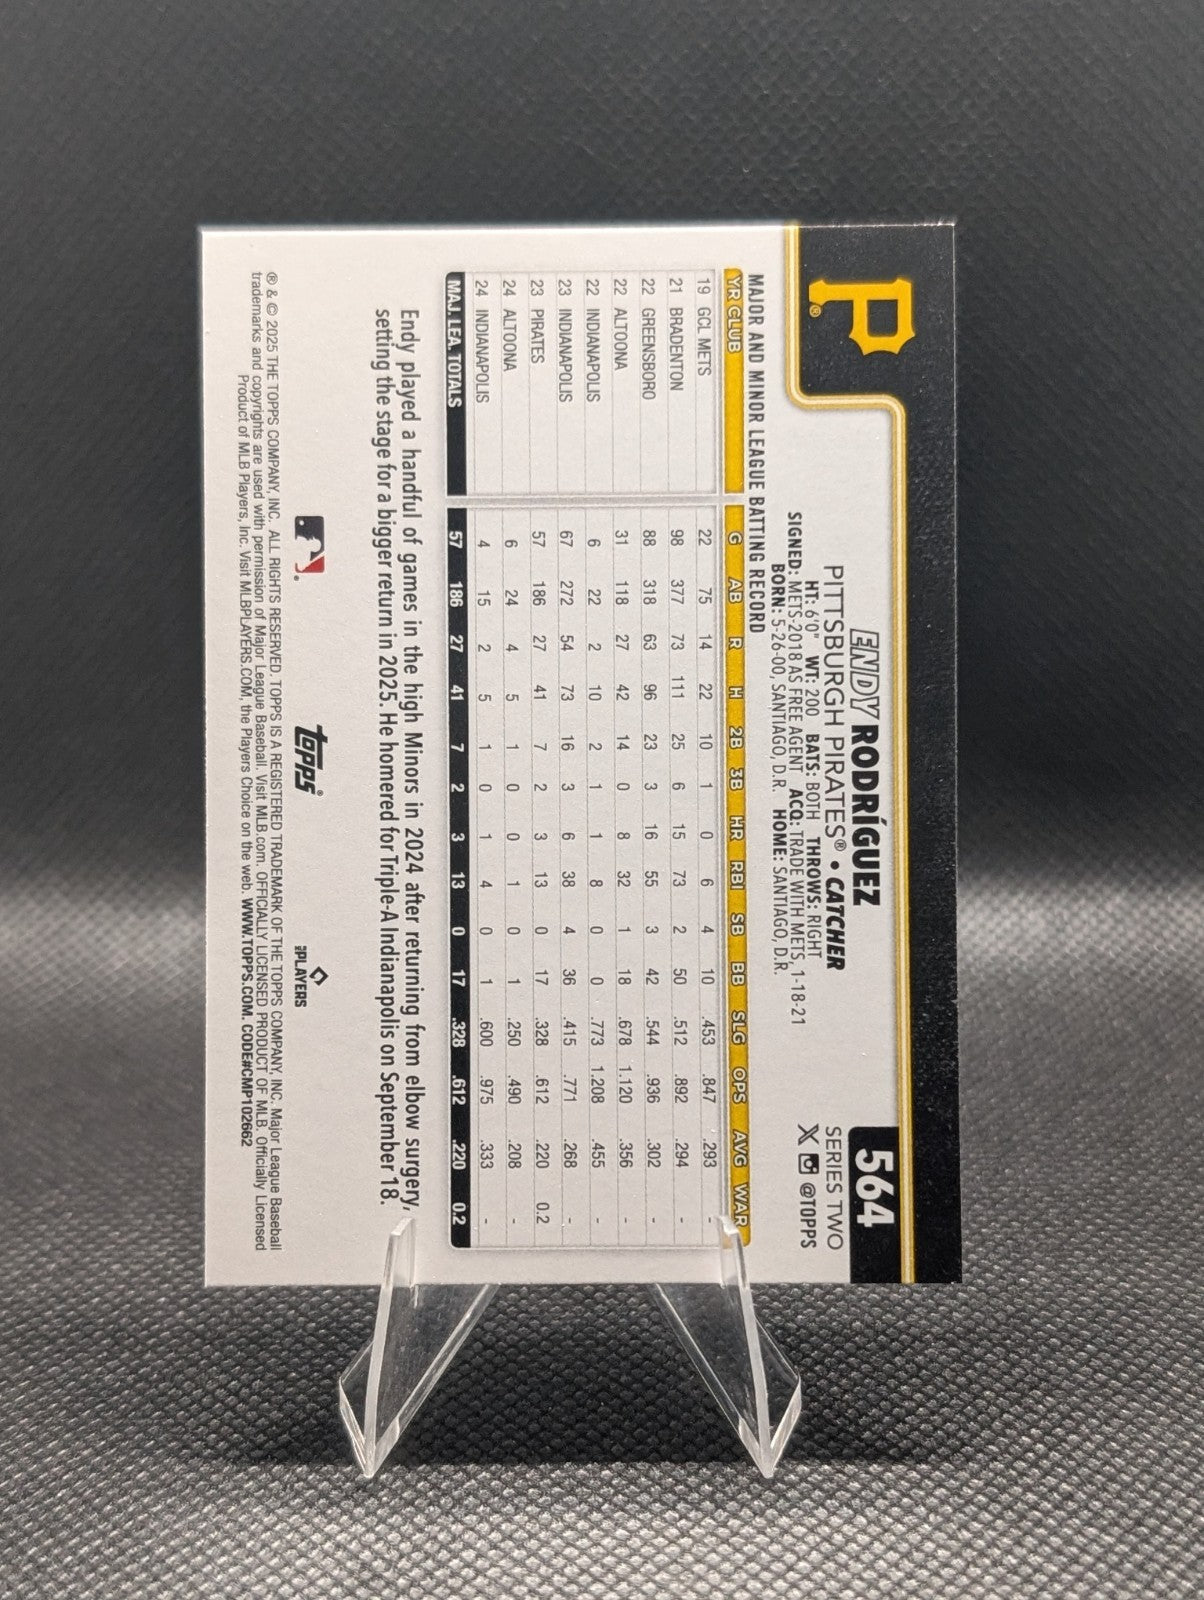 P®
564
ENDY RODRÍGUEZ
PITTSBURGH PIRATES® • CATCHER
SERIES TWO
HT: 6'0" WT: 200 BATS: BOTH THROWS: RIGHT
@TOPPS
SIGNED: METS-2018 AS FREE AGENT ACQ: TRADE WITH METS, 1-18-21
BORN: 5-26-00, SANTIAGO, D.R. HOME: SANTIAGO, D.R.
MAJOR AND MINOR LEAGUE BATTING RECORD
YR CLUB G AB R H 2B 3B HR RBI SB BB SLG OPS AVG WAR
19 GCL METS 22 75 14 22 10 1 0 6 4 10 .453 .847 .293 -
21 BRADENTON 98 377 73 111 25 6 15 73 2 50 .512 .892 .294 -
22 GREENSBORO 88 318 63 96 23 3 16 55 3 42 .544 .936 .302 -
22 ALTOONA 31 118 27 42 14 0 8 32 1 18 .678 1.120 .356 -
22 INDIANAPOLIS 6 22 2 10 2 1 1 8 0 0 .773 1.208 .455 -
23 INDIANAPOLIS 67 272 54 73 16 3 6 38 4 36 .415 .771 .268 -
23 PIRATES 57 186 27 41 7 2 3 13 0 17 .328 .612 .220 0.2
24 ALTOONA 6 24 4 5 1 0 0 1 0 1 .250 .490 .208 -
24 INDIANAPOLIS 4 15 2 5 1 0 1 4 0 1 .600 .975 .333 -
MAJ. LEA. TOTALS 57 186 27 41 7 2 3 13 0 17 .328 .612 .220 0.2
Endy played a handful of games in the high Minors in 2024 after returning from elbow surgery,
setting the stage for a bigger return in 2025. He homered for Triple-A Indianapolis on September 18.
topps®
MLB PLAYERS
® & © 2025 THE TOPPS COMPANY, INC. ALL RIGHTS RESERVED. TOPPS IS A REGISTERED TRADEMARK OF THE TOPPS COMPANY, INC. Major League Baseball
trademarks and copyrights are used with permission of Major League Baseball. Visit MLB.com. OFFICIALLY LICENSED PRODUCT OF MLB. Officially Licensed
Product of MLB Players, Inc. Visit MLBPLAYERS.COM, the Players Choice on the web. WWW.TOPPS.COM. CODE#CMP102662